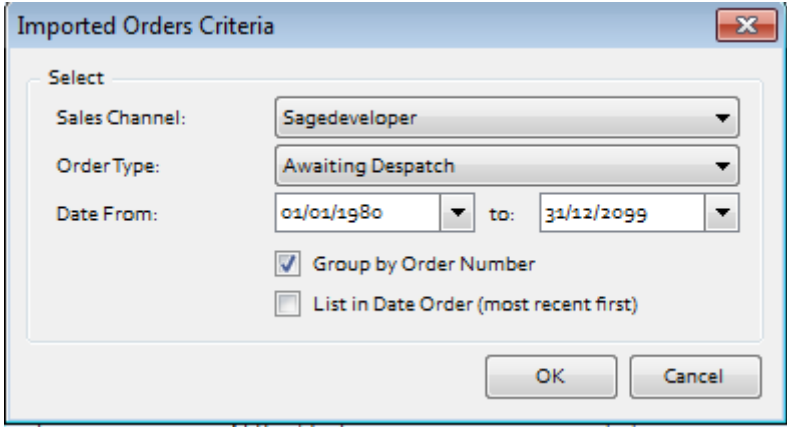 Imported Orders Criteria
Select
Sales Channel: Sagedeveloper
Order Type: Awaiting Despatch
Date From: 01/01/1980 to: 31/12/2099
Group by Order Number
List in Date Order (most recent first)
OK Cancel